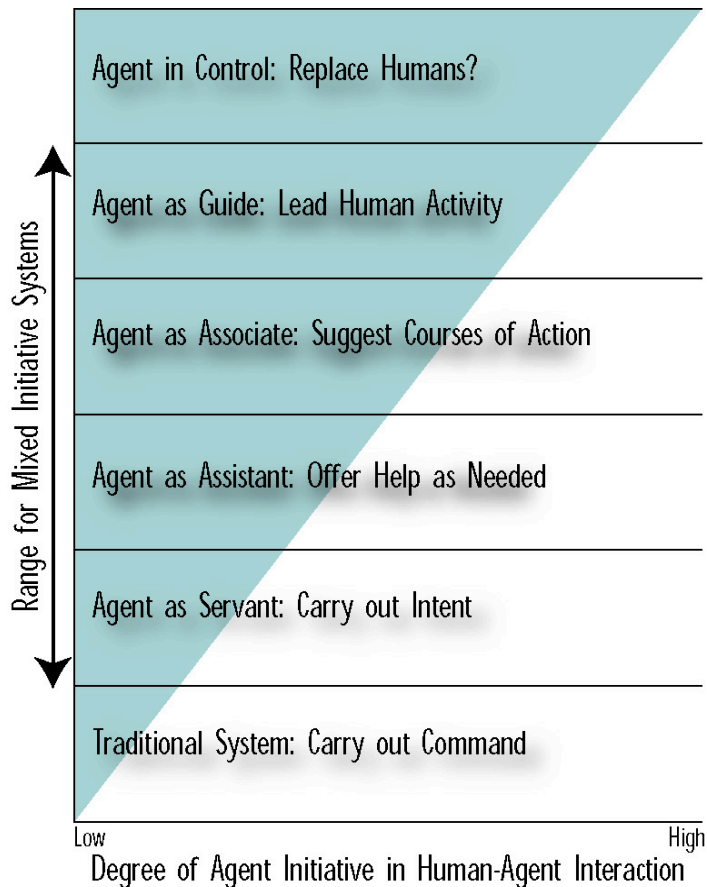 Agent in Control: Replace Humans?
Agent as Guide: Lead Human Activity
Agent as Associate: Suggest Courses of Action
Agent as Assistant: Offer Help as Needed
Agent as Servant: Carry out Intent
Traditional System: Carry out Command
Range for Mixed Initiative Systems
Low
High
Degree of Agent Initiative in Human-Agent Interaction